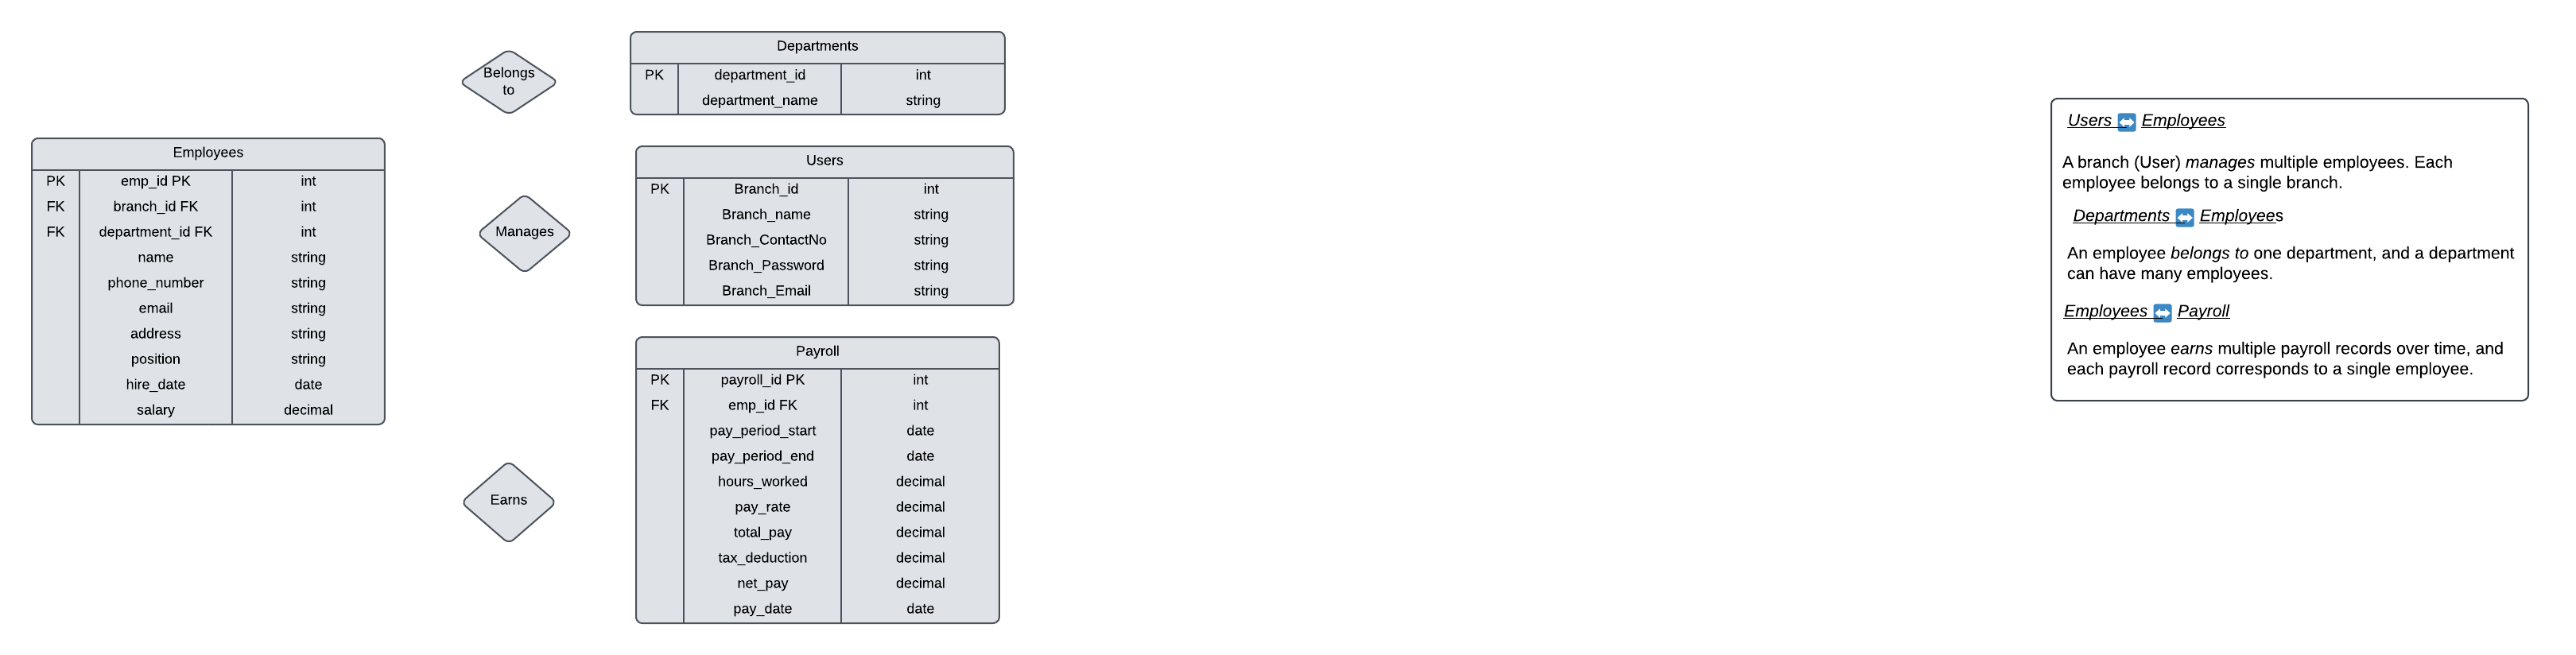 Belongs
to
Departments
PK department_id int
department_name string
Employees
PK emp_id PK int
FK branch_id FK int
FK department_id FK int
name string
phone_number string
email string
address string
position string
hire_date date
salary decimal
Manages
Users
PK Branch_id int
Branch_name string
Branch_ContactNo string
Branch_Password string
Branch_Email string
Earns
Payroll
PK payroll_id PK int
FK emp_id FK int
pay_period_start date
pay_period_end date
hours_worked decimal
pay_rate decimal
total_pay decimal
tax_deduction decimal
net_pay decimal
pay_date date
Users ↔️ Employees
A branch (User) manages multiple employees. Each
employee belongs to a single branch.
Departments ↔️ Employees
An employee belongs to one department, and a department
can have many employees.
Employees ↔️ Payroll
An employee earns multiple payroll records over time, and
each payroll record corresponds to a single employee.